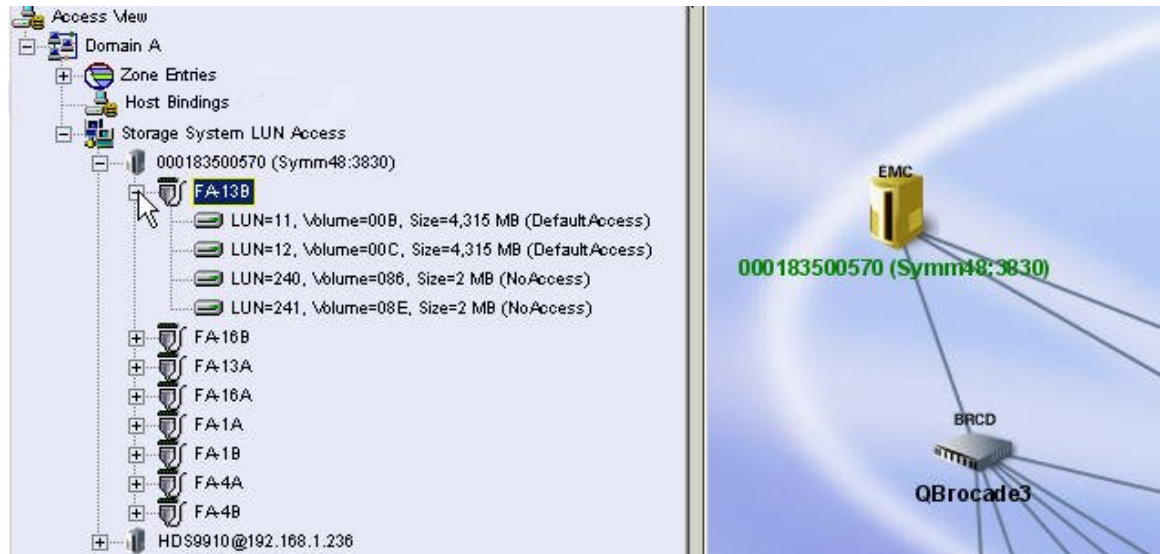 Access View
Domain A
Zone Entries
Host Bindings
Storage System LUN Access
000183500570 (Symm48:3830)
FA-13B
LUN=11, Volume=00B, Size=4,315 MB (DefaultAccess)
LUN=12, Volume=00C, Size=4,315 MB (DefaultAccess)
LUN=240, Volume=086, Size=2 MB (NoAccess)
LUN=241, Volume=08E, Size=2 MB (NoAccess)
FA-16B
FA-13A
FA-16A
FA-1A
FA-1B
FA-4A
FA-4B
HDS9910@192.168.1.236
EMC
000183500570 (Symm48:3830)
BRCD
QBrocade3